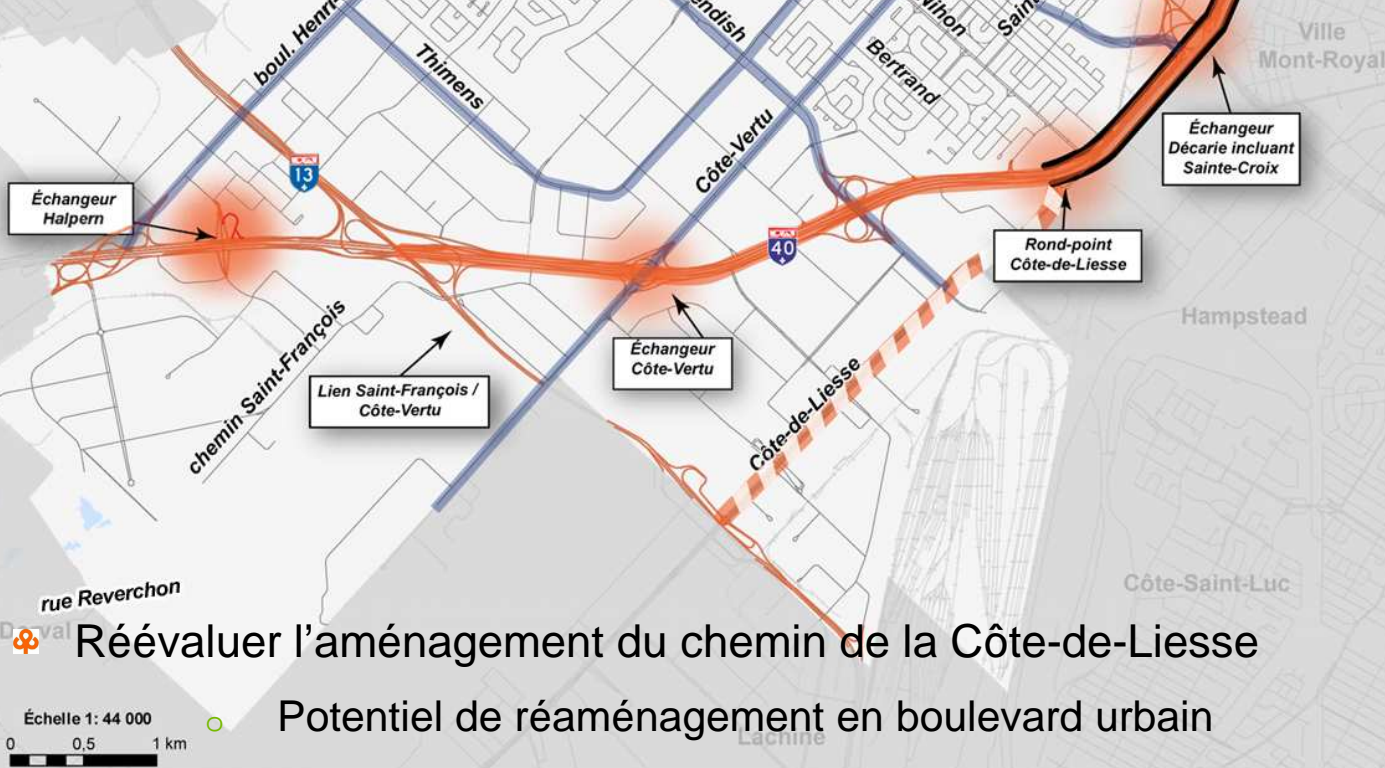 boul. Henri
Thimens
endish
Nihon
Saint
Bertrand
Côte-Vertu
Ville
Mont-Royal
Échangeur
Décarie incluant
Sainte-Croix
13
Échangeur
Halpern
40
Rond-point
Côte-de-Liesse
Hampstead
chemin Saint-François
Lien Saint-François /
Côte-Vertu
Échangeur
Côte-Vertu
Côte-de-Liesse
Côte-Saint-Luc
rue Reverchon
Dorval
Réévaluer l’aménagement du chemin de la Côte-de-Liesse
Potentiel de réaménagement en boulevard urbain
Lachine
Échelle 1: 44 000
0 0,5 1 km